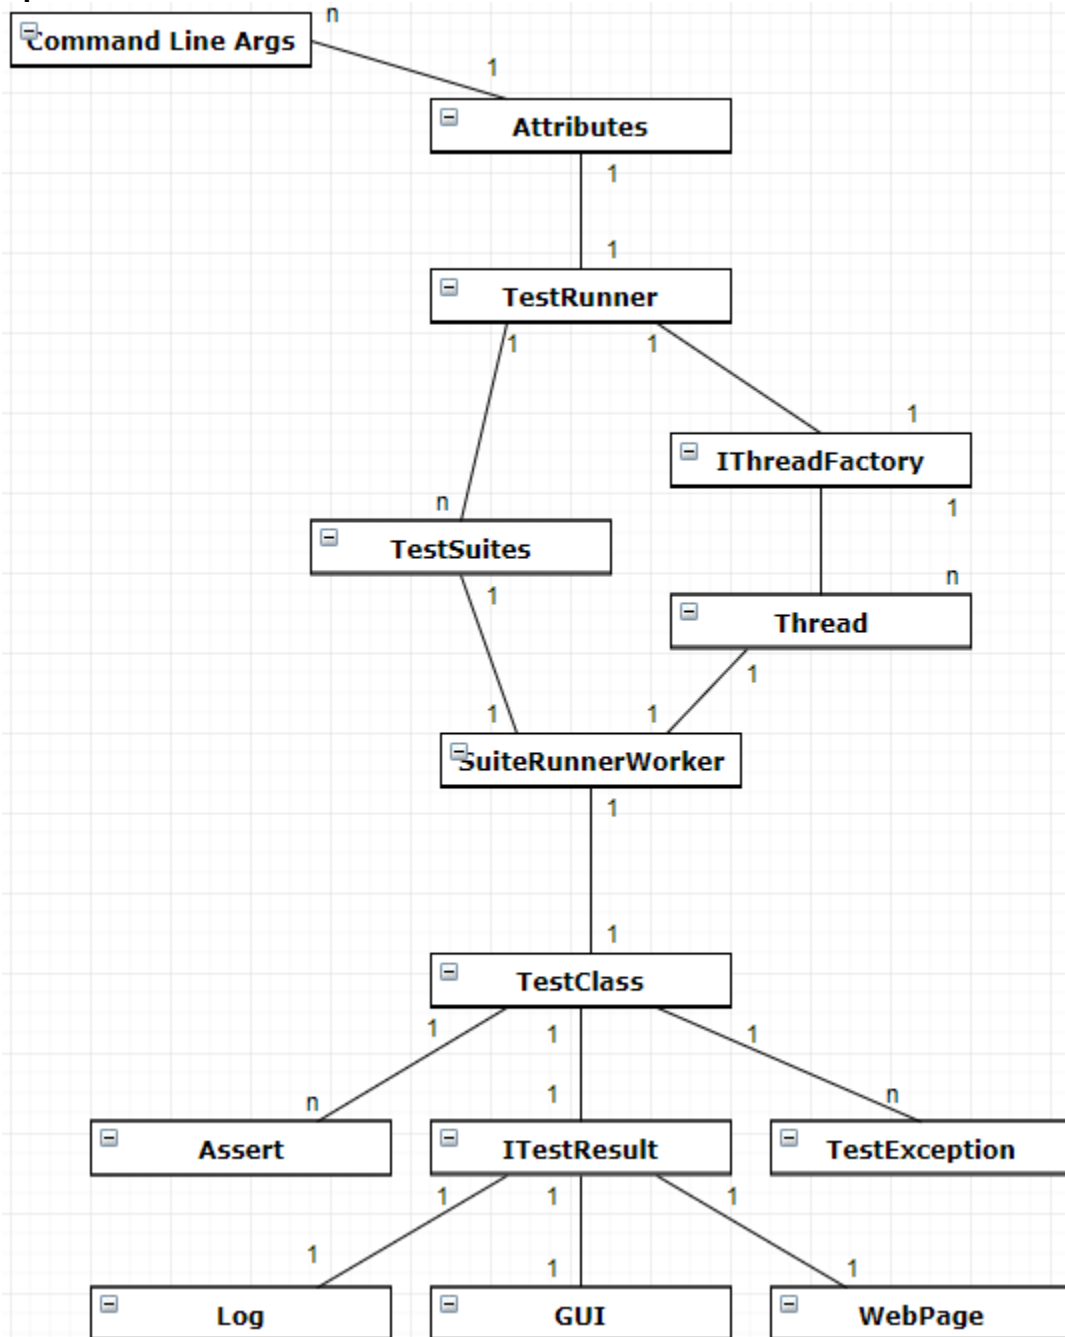 n
Command Line Args
1
Attributes
1
1
TestRunner
1 1
1
IThreadFactory
n 1
TestSuites
n
1
Thread
1
1 1
SuiteRunnerWorker
1
1
TestClass
1 1 1
n 1 n
Assert ITestResult TestException
1 1 1
1 1 1
Log GUI WebPage